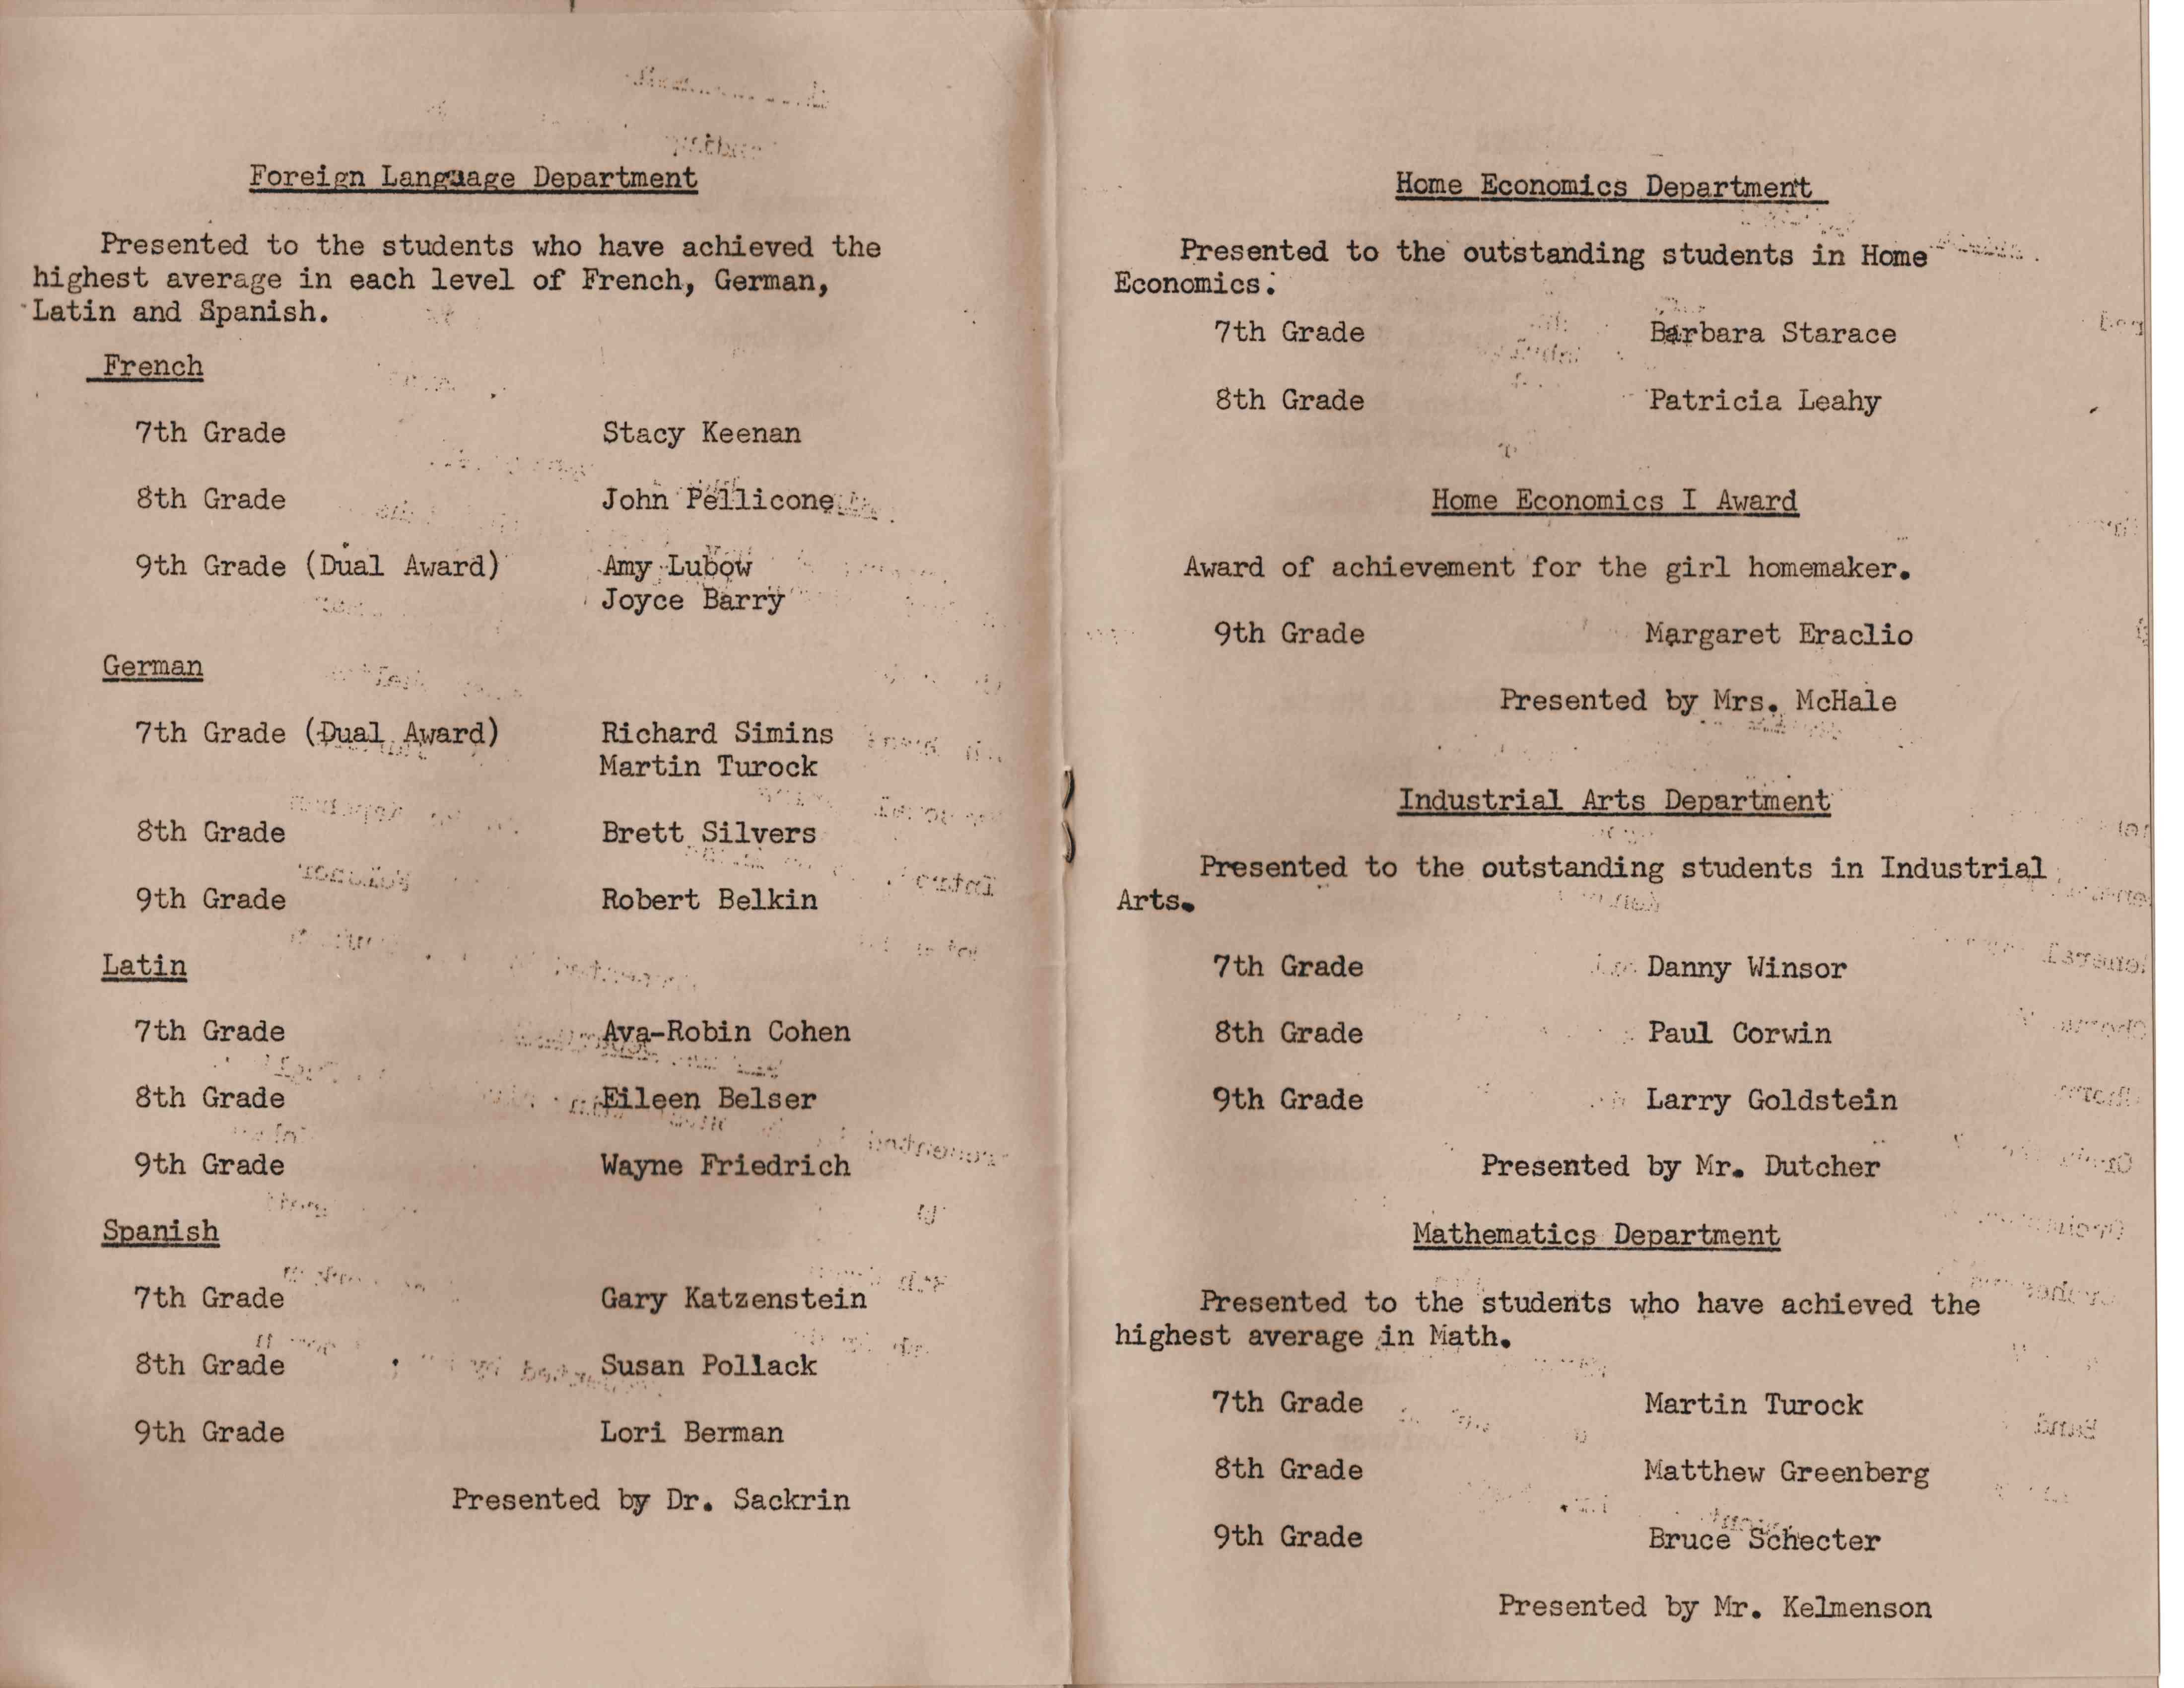 Foreign Language Department
Presented to the students who have achieved the
highest average in each level of French, German,
Latin and Spanish.
French
7th Grade Stacy Keenan
8th Grade John Pellicone
9th Grade (Dual Award) Amy Lubow
Joyce Barry
German
7th Grade (Dual Award) Richard Simins
Martin Turock
8th Grade Brett Silvers
9th Grade Robert Belkin
Latin
7th Grade Ava-Robin Cohen
8th Grade Eileen Belser
9th Grade Wayne Friedrich
Spanish
7th Grade Gary Katzenstein
8th Grade Susan Pollack
9th Grade Lori Berman
Presented by Dr. Sackrin
Home Economics Department
Presented to the outstanding students in Home
Economics.
7th Grade Barbara Starace
8th Grade Patricia Leahy
Home Economics I Award
Award of achievement for the girl homemaker.
9th Grade Margaret Eraclio
Presented by Mrs. McHale
Industrial Arts Department
Presented to the outstanding students in Industrial
Arts.
7th Grade Danny Winsor
8th Grade Paul Corwin
9th Grade Larry Goldstein
Presented by Mr. Dutcher
Mathematics Department
Presented to the students who have achieved the
highest average in Math.
7th Grade Martin Turock
8th Grade Matthew Greenberg
9th Grade Bruce Schecter
Presented by Mr. Kelmenson